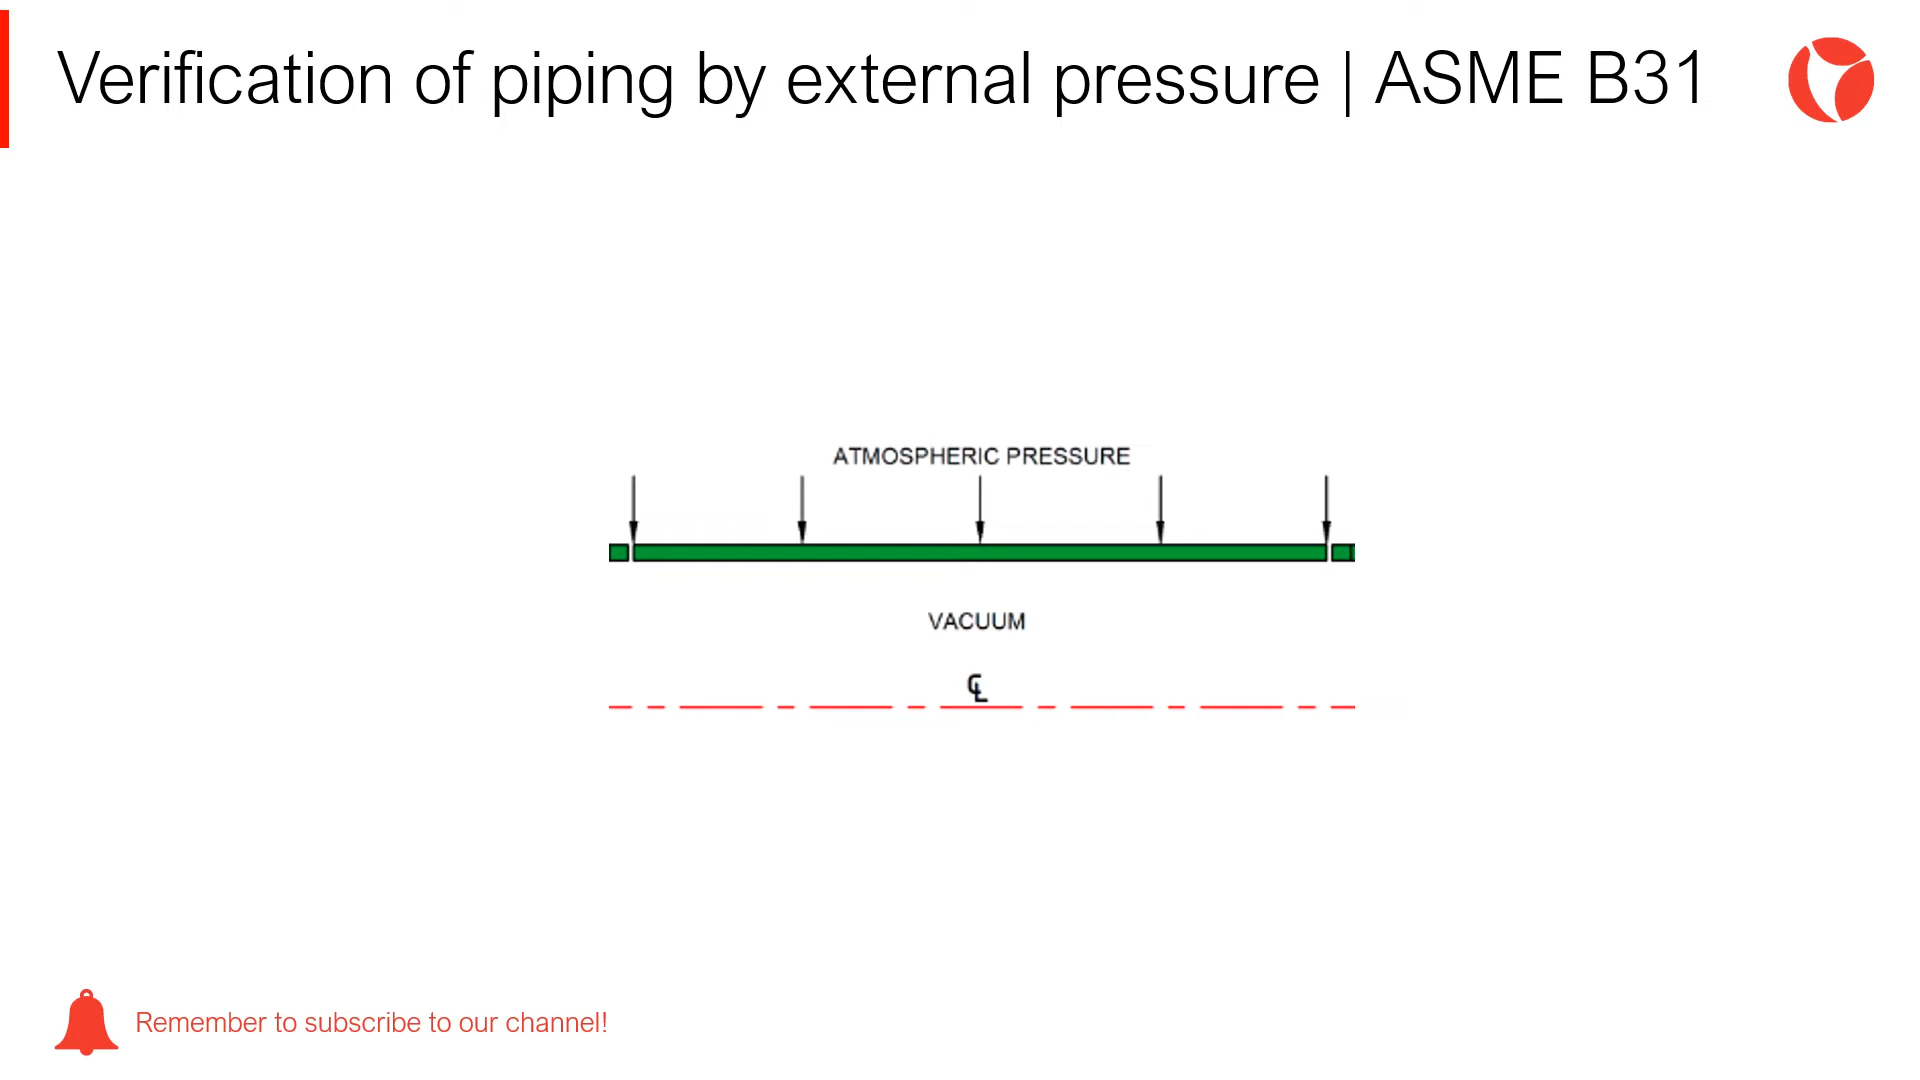 Verification of piping by external pressure | ASME B31
ATMOSPHERIC PRESSURE
VACUUM
℄
Remember to subscribe to our channel!